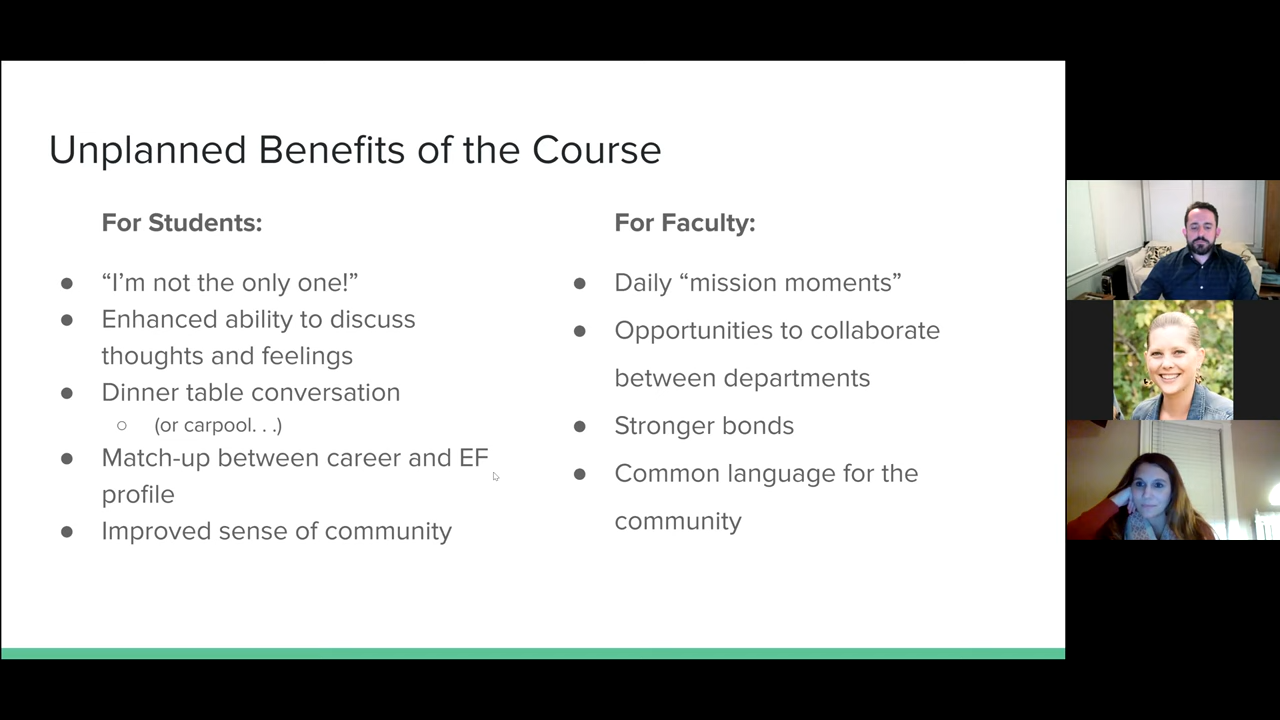 Unplanned Benefits of the Course
For Students:
● “I’m not the only one!”
● Enhanced ability to discuss
thoughts and feelings
● Dinner table conversation
○ (or carpool. . .)
● Match-up between career and EF
profile
● Improved sense of community
For Faculty:
● Daily “mission moments”
● Opportunities to collaborate
between departments
● Stronger bonds
● Common language for the
community